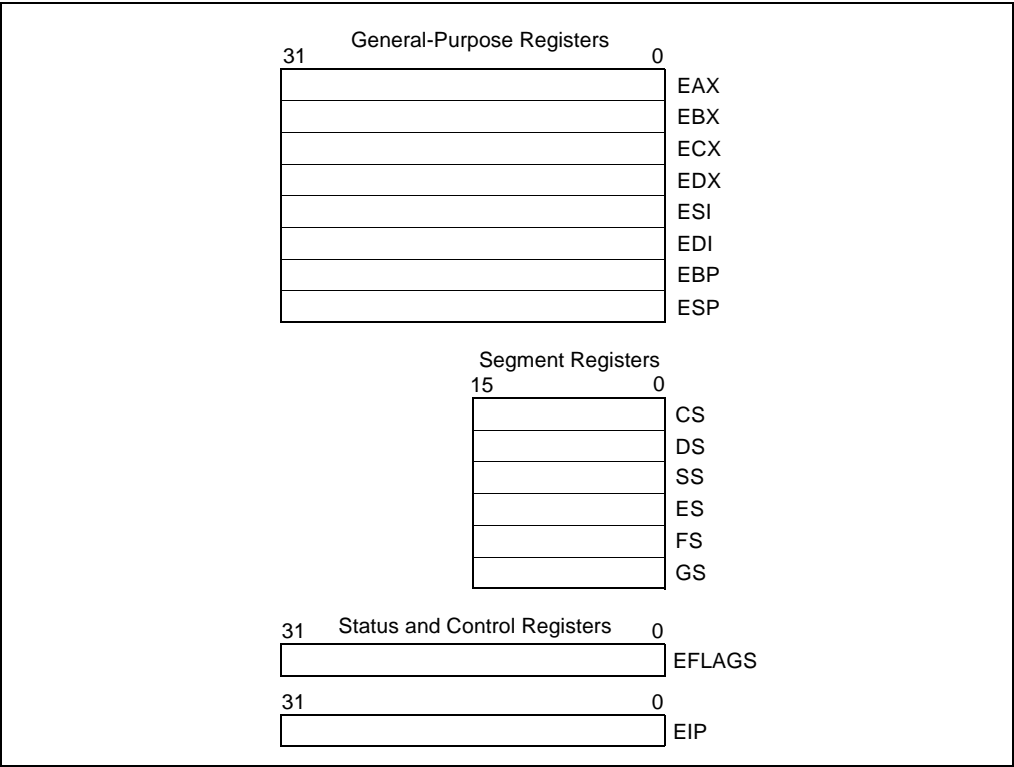 General-Purpose Registers
31 0
EAX
EBX
ECX
EDX
ESI
EDI
EBP
ESP
Segment Registers
15 0
CS
DS
SS
ES
FS
GS
Status and Control Registers
31 0
EFLAGS
31 0
EIP